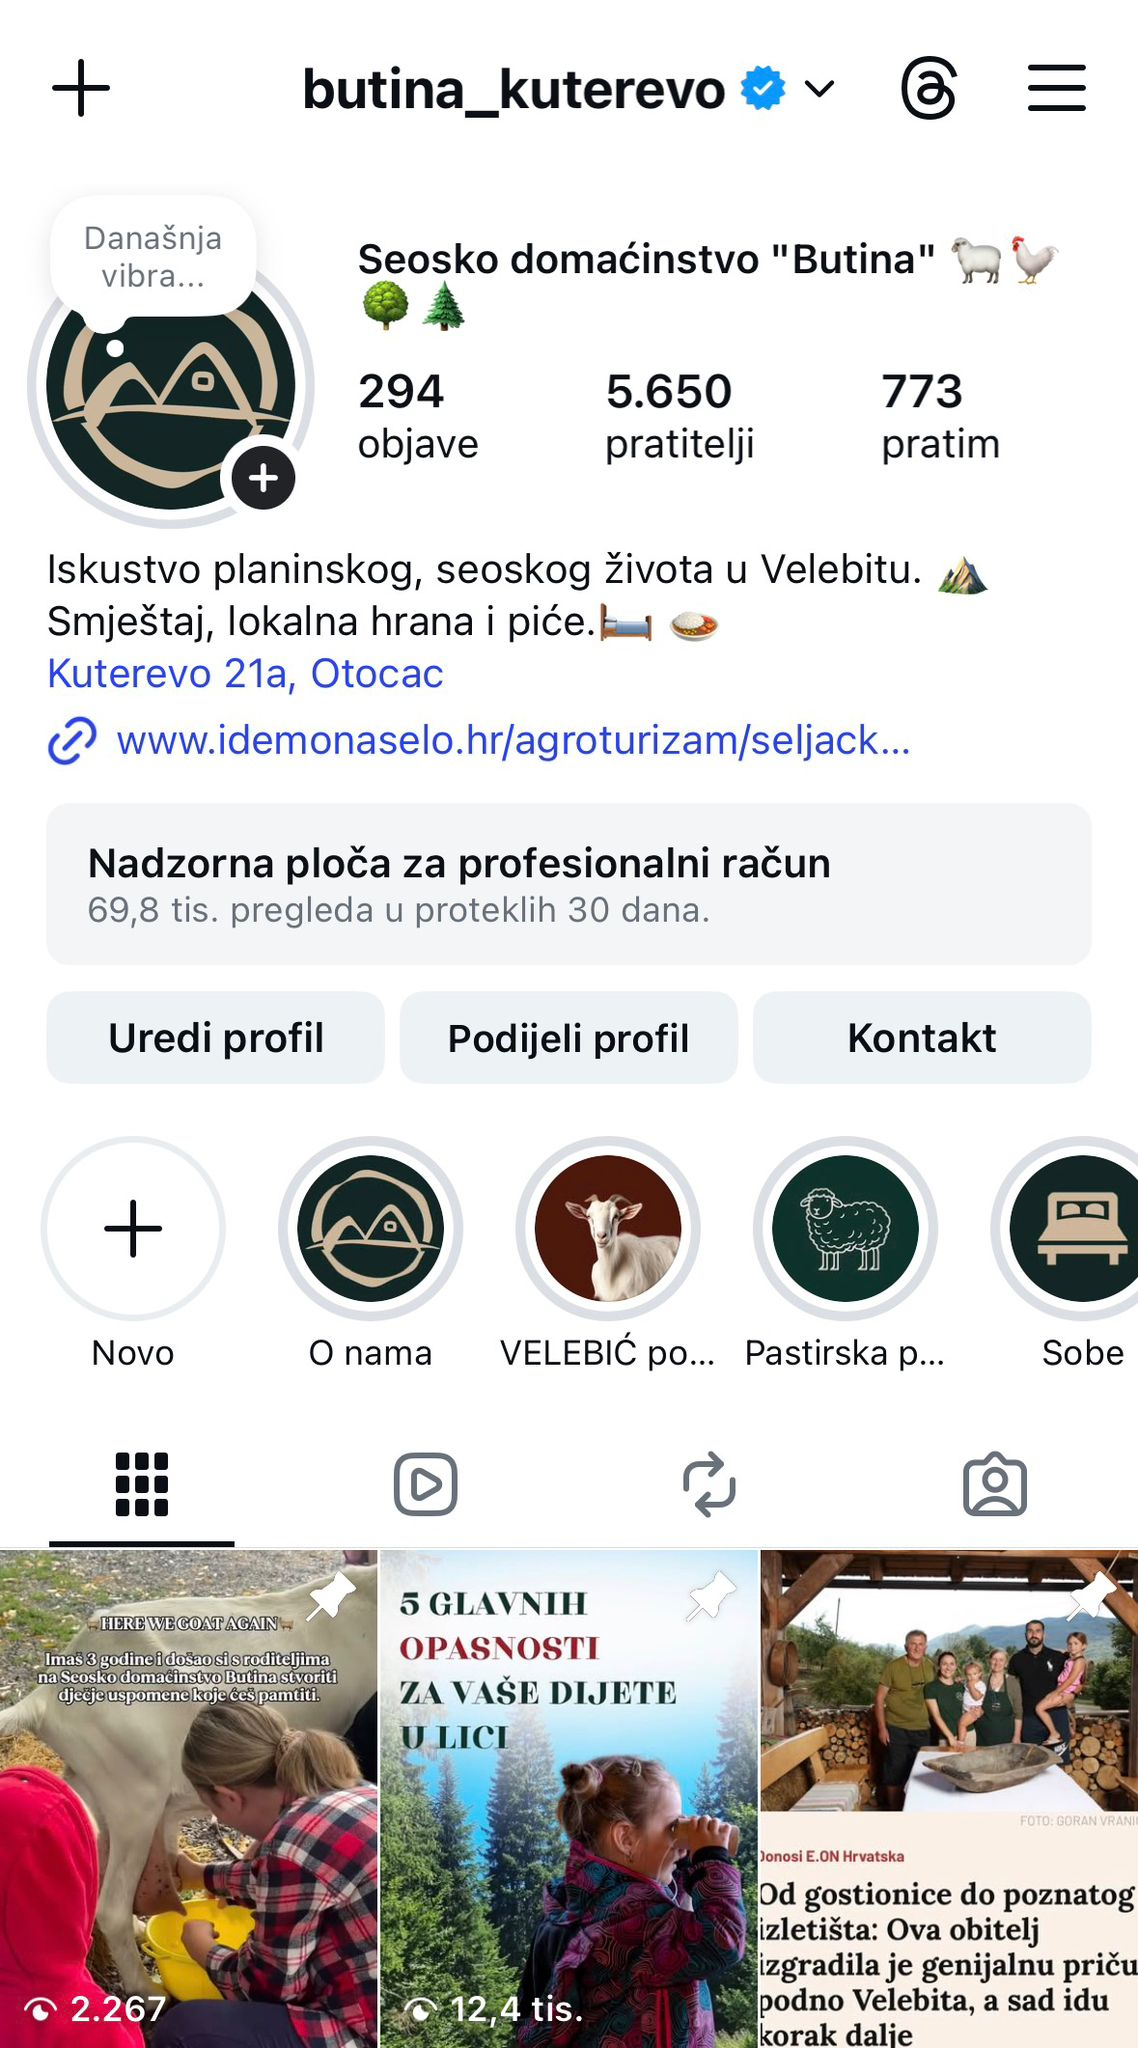 butina_kuterevo
Današnja
vibra...
Seosko domaćinstvo "Butina" 🐑🐓
🌳🌲
294
objave
5.650
pratitelji
773
pratim
Iskustvo planinskog, seoskog života u Velebitu. ⛰️
Smještaj, lokalna hrana i piće.🛏️ 🍛
Kuterevo 21a, Otocac
www.idemonaselo.hr/agroturizam/seljack...
Nadzorna ploča za profesionalni račun
69,8 tis. pregleda u proteklih 30 dana.
Uredi profil
Podijeli profil
Kontakt
Novo
O nama
VELEBIĆ po...
Pastirska p...
Sobe
HERE WE GOAT AGAIN
Imaš 3 godine i došao si s roditeljima
na Seosko domaćinstvo Butina stvoriti
dječje uspomene koje ćeš pamtiti.
2.267
5 GLAVNIH
OPASNOSTI
ZA VAŠE DIJETE
U LICI
12,4 tis.
FOTO: GORAN VRANI
Donosi E.ON Hrvatska
Od gostionice do poznatog
izletišta: Ova obitelj
izgradila je genijalnu priču
podno Velebita, a sad idu
korak dalje